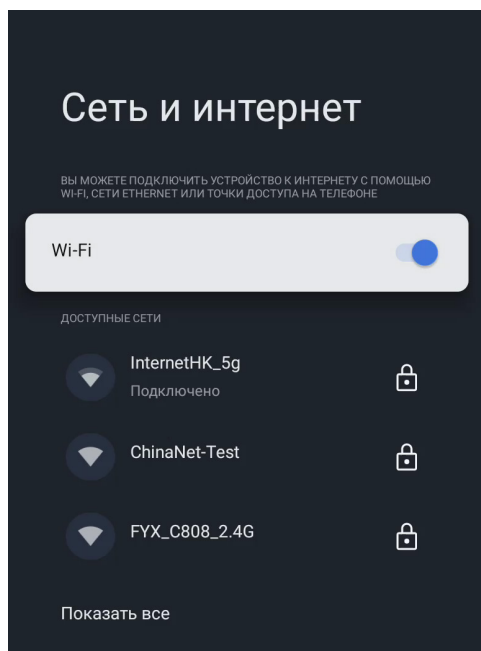 Сеть и интернет
ВЫ МОЖЕТЕ ПОДКЛЮЧИТЬ УСТРОЙСТВО К ИНТЕРНЕТУ С ПОМОЩЬЮ
WI-FI, СЕТИ ETHERNET ИЛИ ТОЧКИ ДОСТУПА НА ТЕЛЕФОНЕ
Wi-Fi
ДОСТУПНЫЕ СЕТИ
InternetHK_5g
Подключено
ChinaNet-Test
FYX_C808_2.4G
Показать все